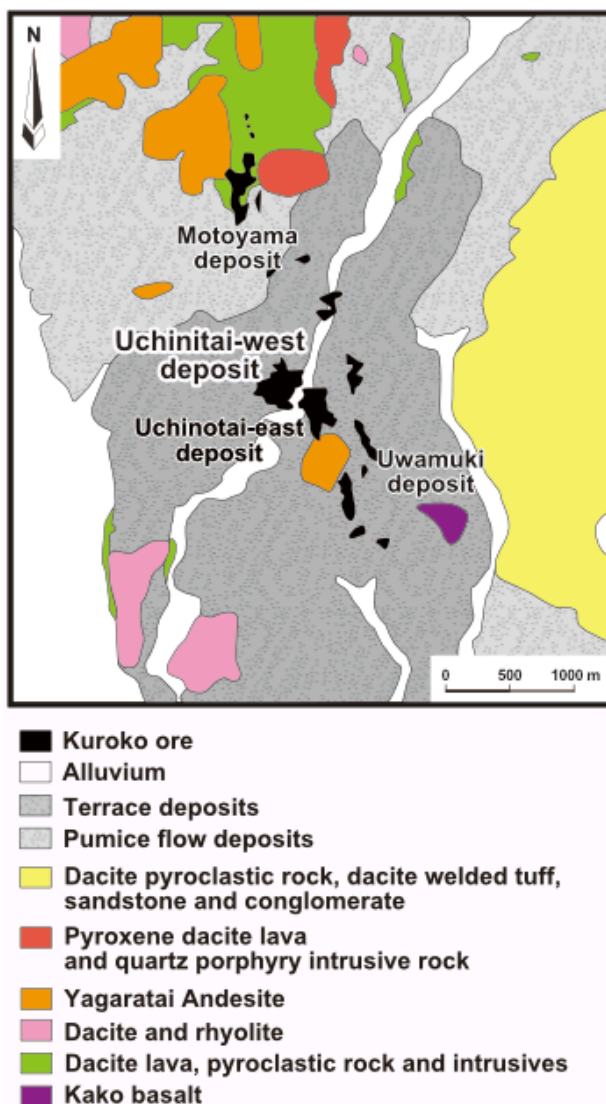 N
Motoyama
deposit
Uchinitai-west
deposit
Uchinotai-east
deposit
Uwamuki
deposit
0 500 1000 m
Kuroko ore
Alluvium
Terrace deposits
Pumice flow deposits
Dacite pyroclastic rock, dacite welded tuff,
sandstone and conglomerate
Pyroxene dacite lava
and quartz porphyry intrusive rock
Yagaratai Andesite
Dacite and rhyolite
Dacite lava, pyroclastic rock and intrusives
Kako basalt